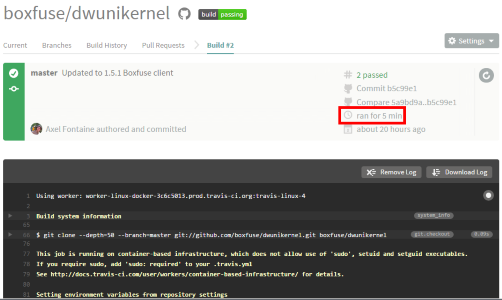 boxfuse/dwunikernel build passing
Current Branches Build History Pull Requests Build #2 Settings
master Updated to 1.5.1 Boxfuse client
# 2 passed
Commit b5c99e1
Compare 5a9bd9a..b5c99e1
ran for 5 min
Axel Fontaine authored and committed
about 20 hours ago
Remove Log Download Log
1 Using worker: worker-linux-docker-3c6c5013.prod.travis-ci.org:travis-linux-4
2
3 Build system information system_info
65
66 $ git clone --depth=50 --branch=master git://github.com/boxfuse/dwunikernel.git boxfuse/dwunikernel git.checkout
76
77 This job is running on container-based infrastructure, which does not allow use of 'sudo', setuid and setguid executables.
78 If you require sudo, add 'sudo: required' to your .travis.yml
79 See http://docs.travis-ci.com/user/workers/container-based-infrastructure/ for details.
80
81 Setting environment variables from repository settings